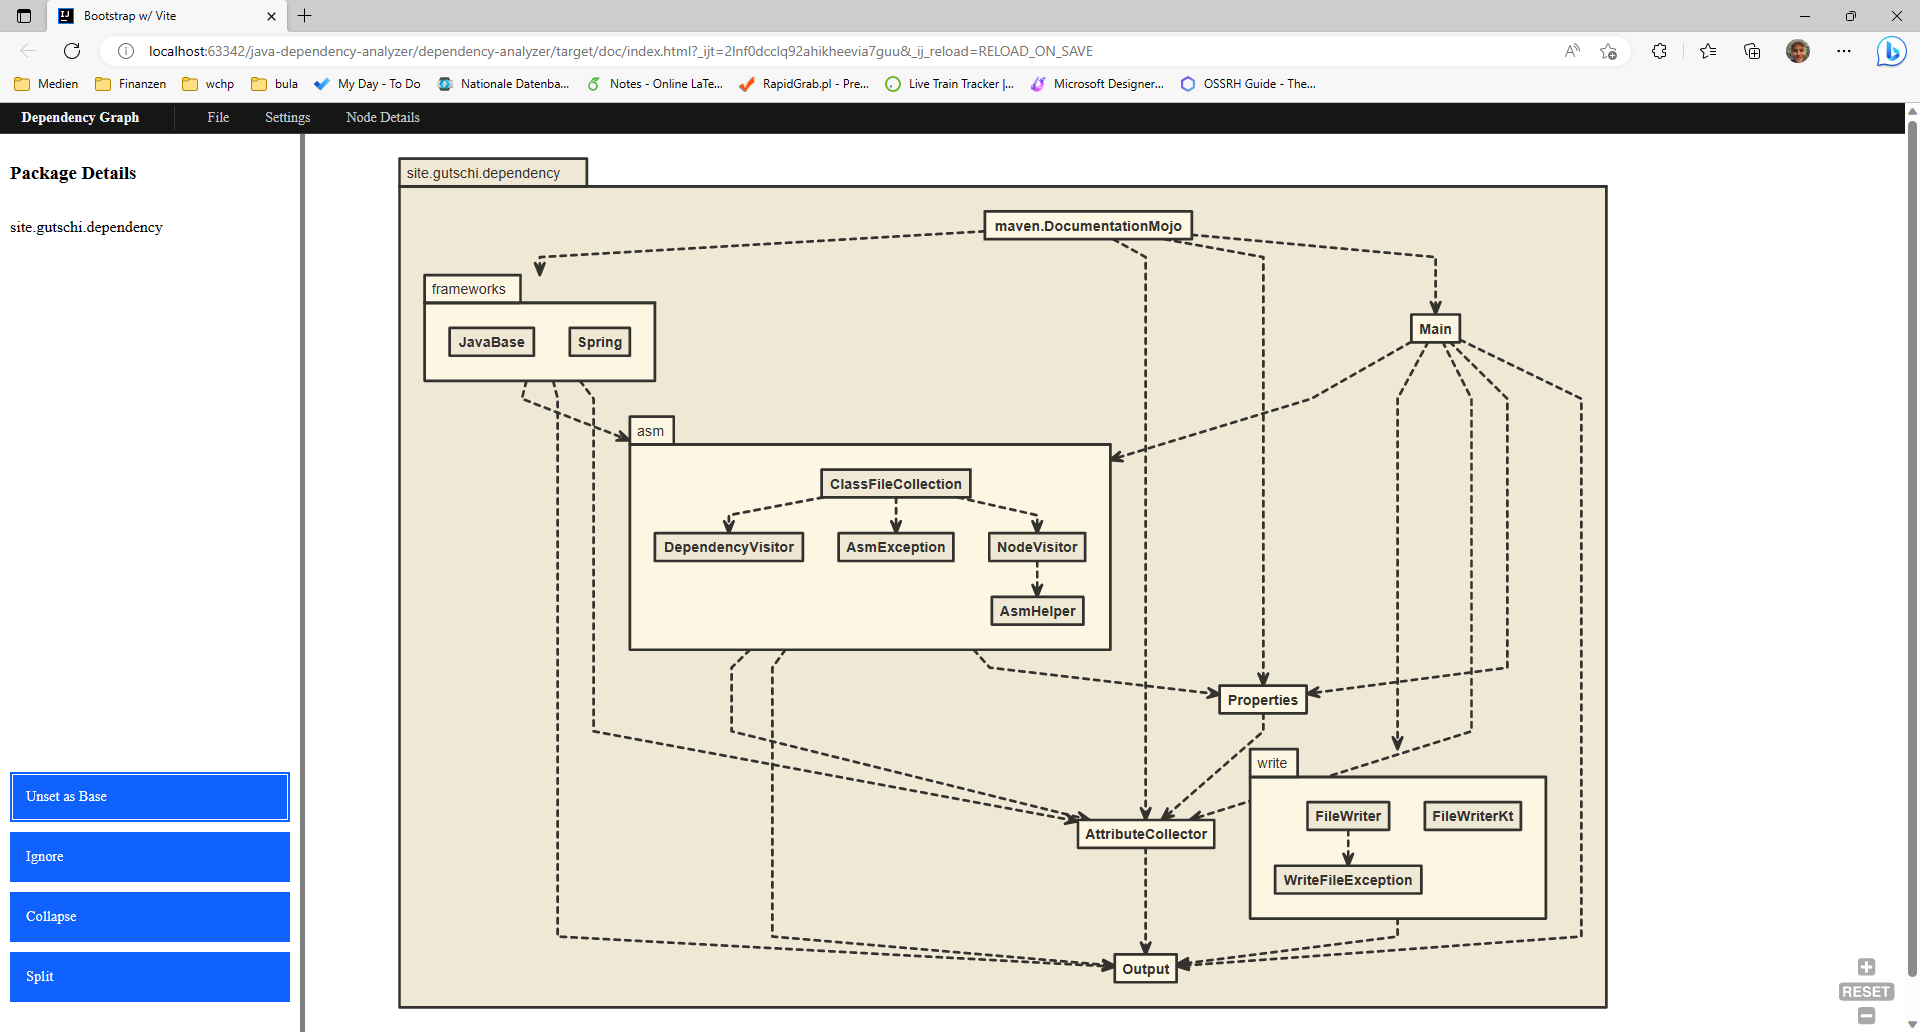 Bootstrap w/ Vite
localhost:63342/java-dependency-analyzer/dependency-analyzer/target/doc/index.html?_ijt=2lnf0dcclq92ahikheevia7guu&_ij_reload=RELOAD_ON_SAVE
Medien Finanzen wchp bula My Day - To Do Nationale Datenba... Notes - Online LaTe... RapidGrab.pl - Pre... Live Train Tracker |... Microsoft Designer... OSSRH Guide - The...
Dependency Graph File Settings Node Details
Package Details
site.gutschi.dependency
Unset as Base
Ignore
Collapse
Split
site.gutschi.dependency
maven.DocumentationMojo
frameworks
JavaBase Spring
Main
asm
ClassFileCollection
DependencyVisitor AsmException NodeVisitor
AsmHelper
Properties
write
FileWriter FileWriterKt
AttributeCollector
WriteFileException
Output
RESET